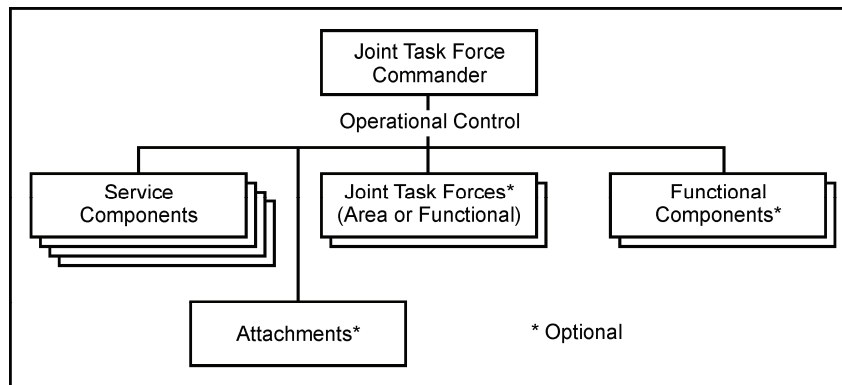 Joint Task Force
Commander
Operational Control
Service
Components
Joint Task Forces*
(Area or Functional)
Functional
Components*
Attachments*
* Optional